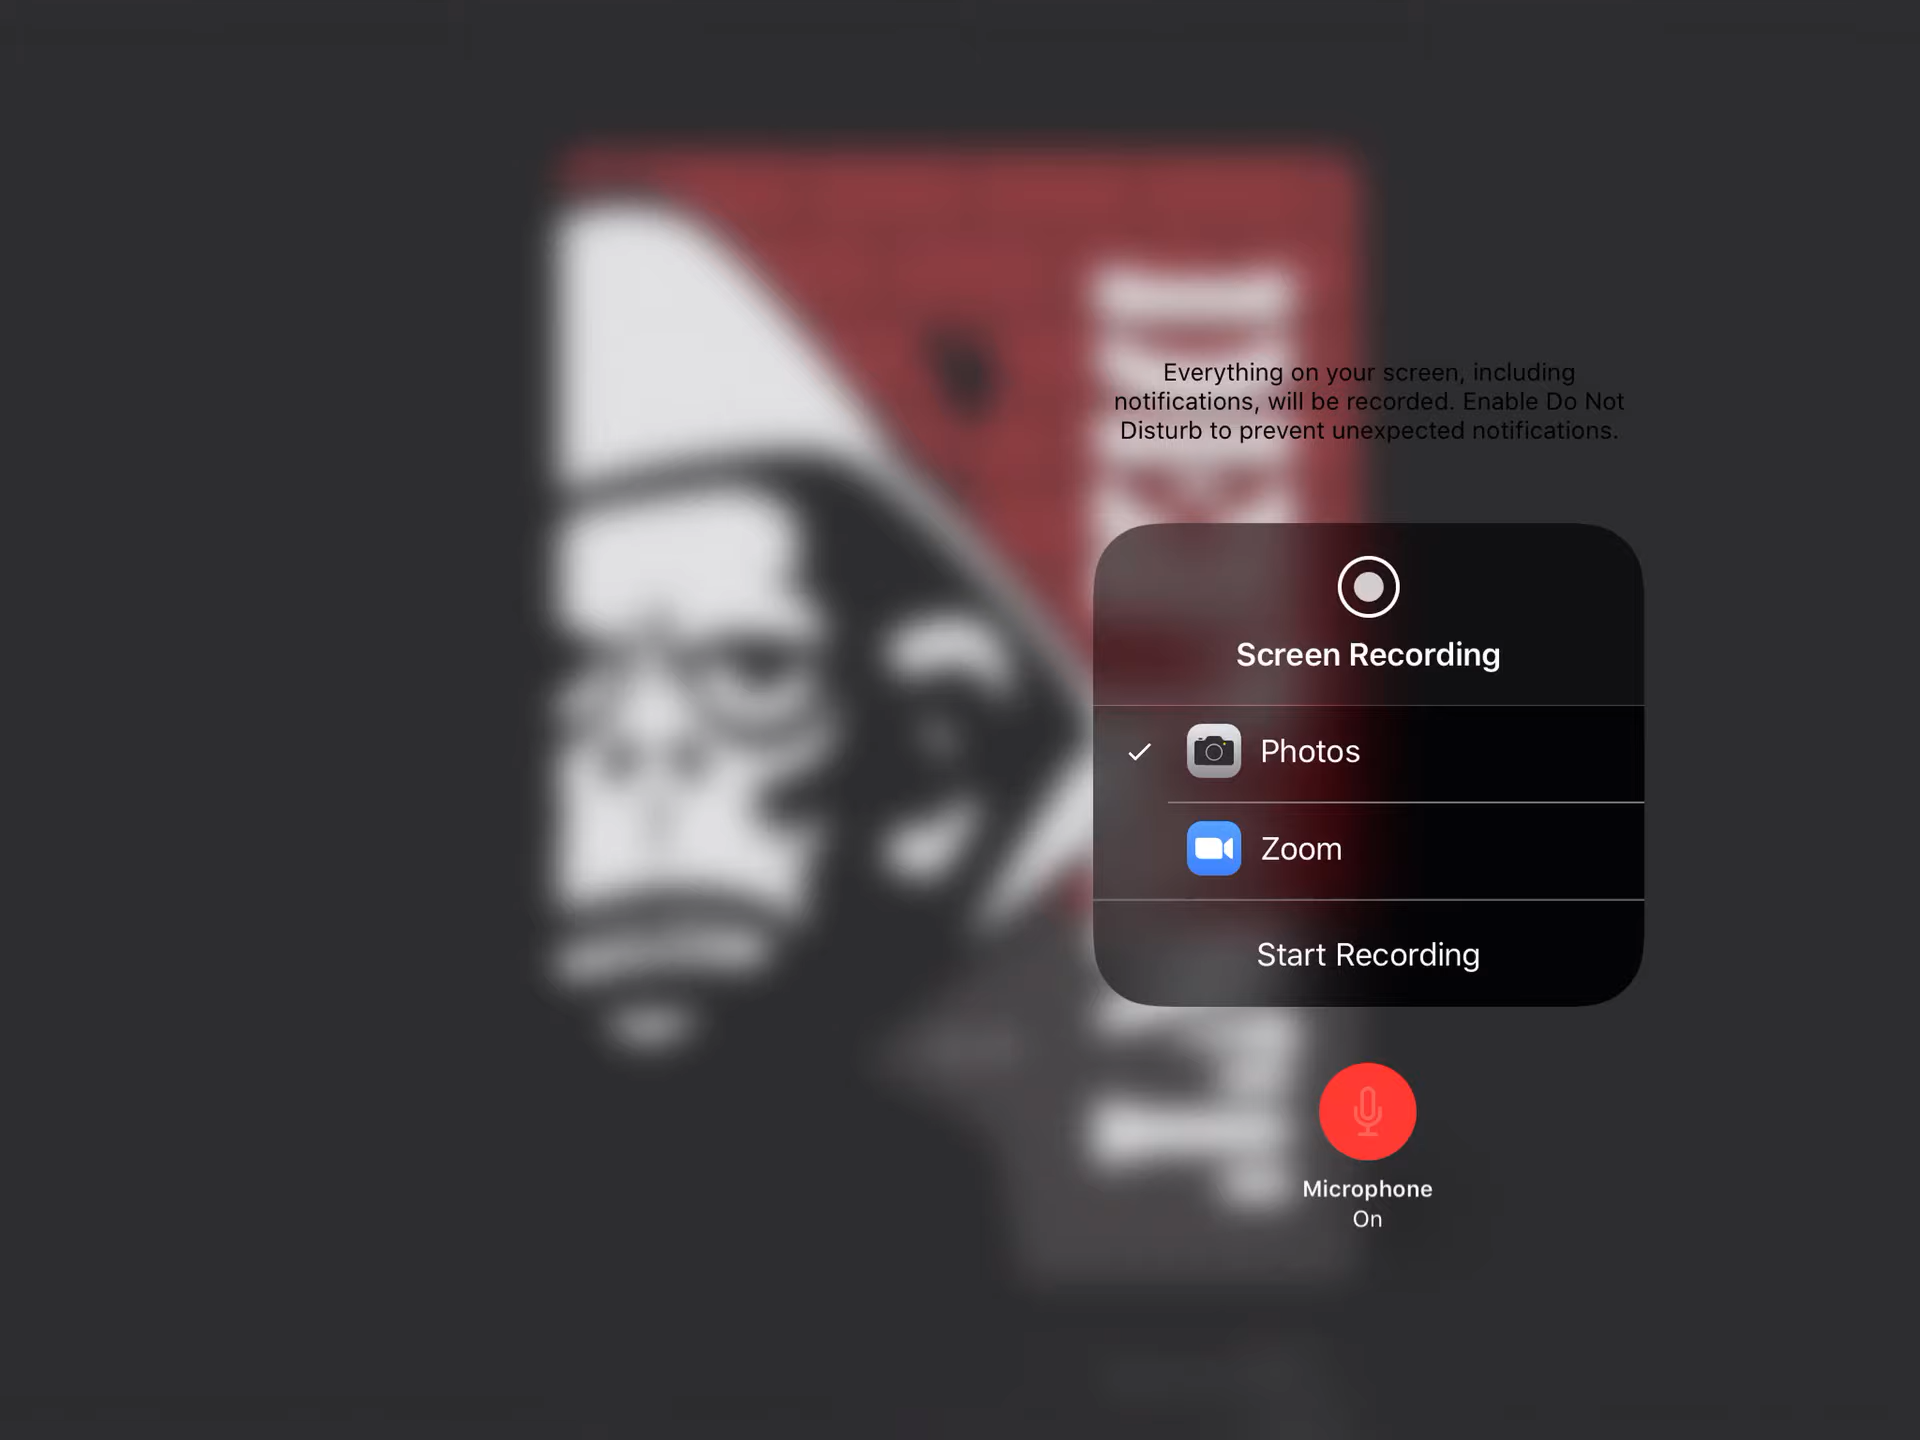 Everything on your screen, including
notifications, will be recorded. Enable Do Not
Disturb to prevent unexpected notifications.
Screen Recording
Photos
Zoom
Start Recording
Microphone
On